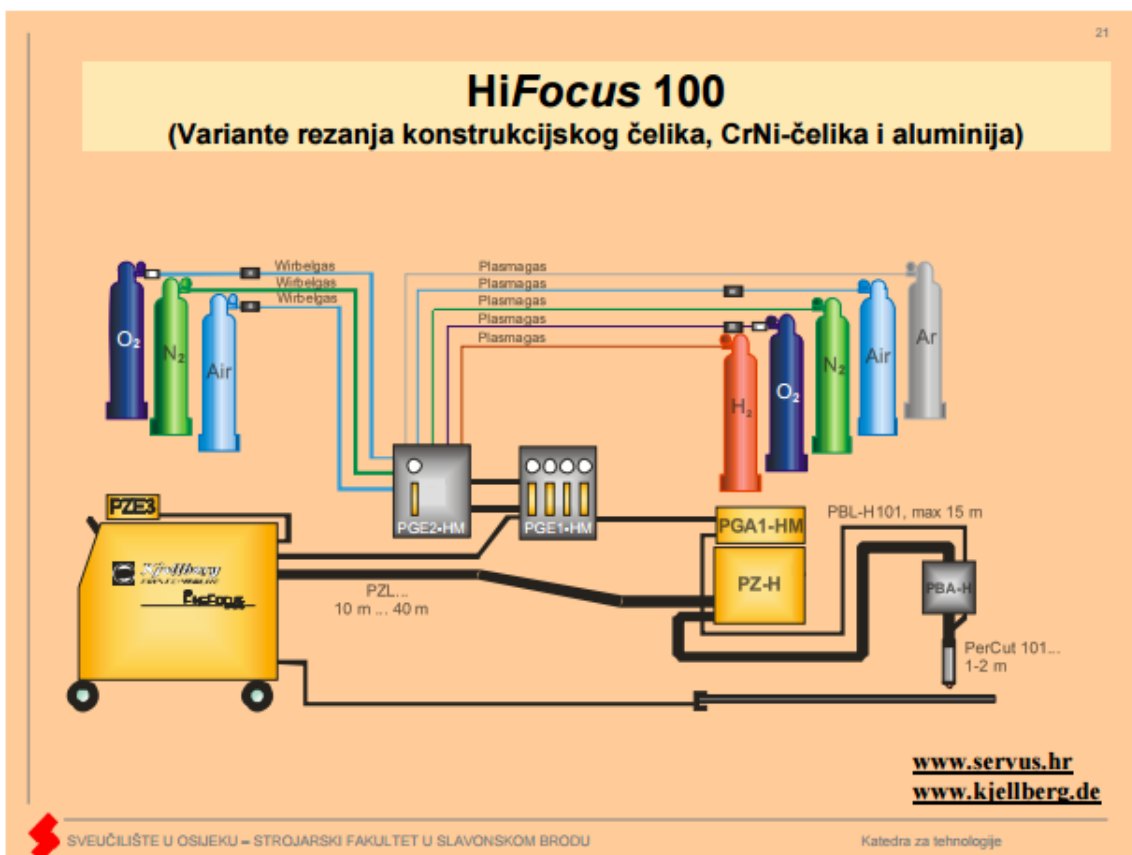 21
HiFocus 100
(Variante rezanja konstrukcijskog čelika, CrNi-čelika i aluminija)
Wirbelgas
Wirbelgas
Wirbelgas
Plasmagas
Plasmagas
Plasmagas
Plasmagas
Plasmagas
O₂
N₂
Air
H₂
O₂
N₂
Air
Ar
PGE2-HM
PGE1-HM
PZE3
Kjellberg
PZL...
10 m ... 40 m
PGA1-HM
PZ-H
PBL-H101, max 15 m
PBA-H
PerCut 101...
1-2 m
www.servus.hr
www.kjellberg.de
SVEUČILIŠTE U OSIJEKU – STROJARSKI FAKULTET U SLAVONSKOM BRODU
Katedra za tehnologije